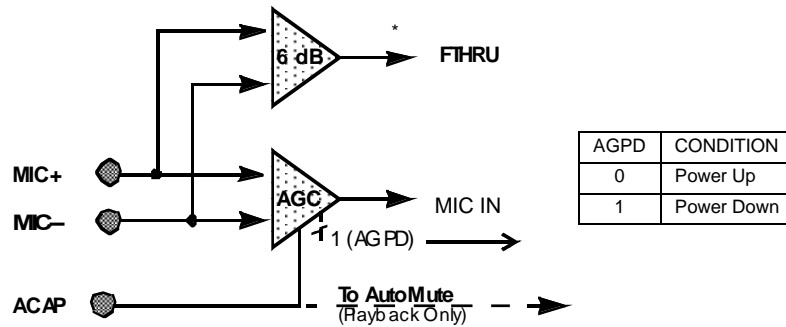 *
6 dB
FTHRU
MIC+
AGC
MIC IN
MIC–
1 (AGPD)
ACAP
To AutoMute
(Playback Only)
AGPD CONDITION
0 Power Up
1 Power Down